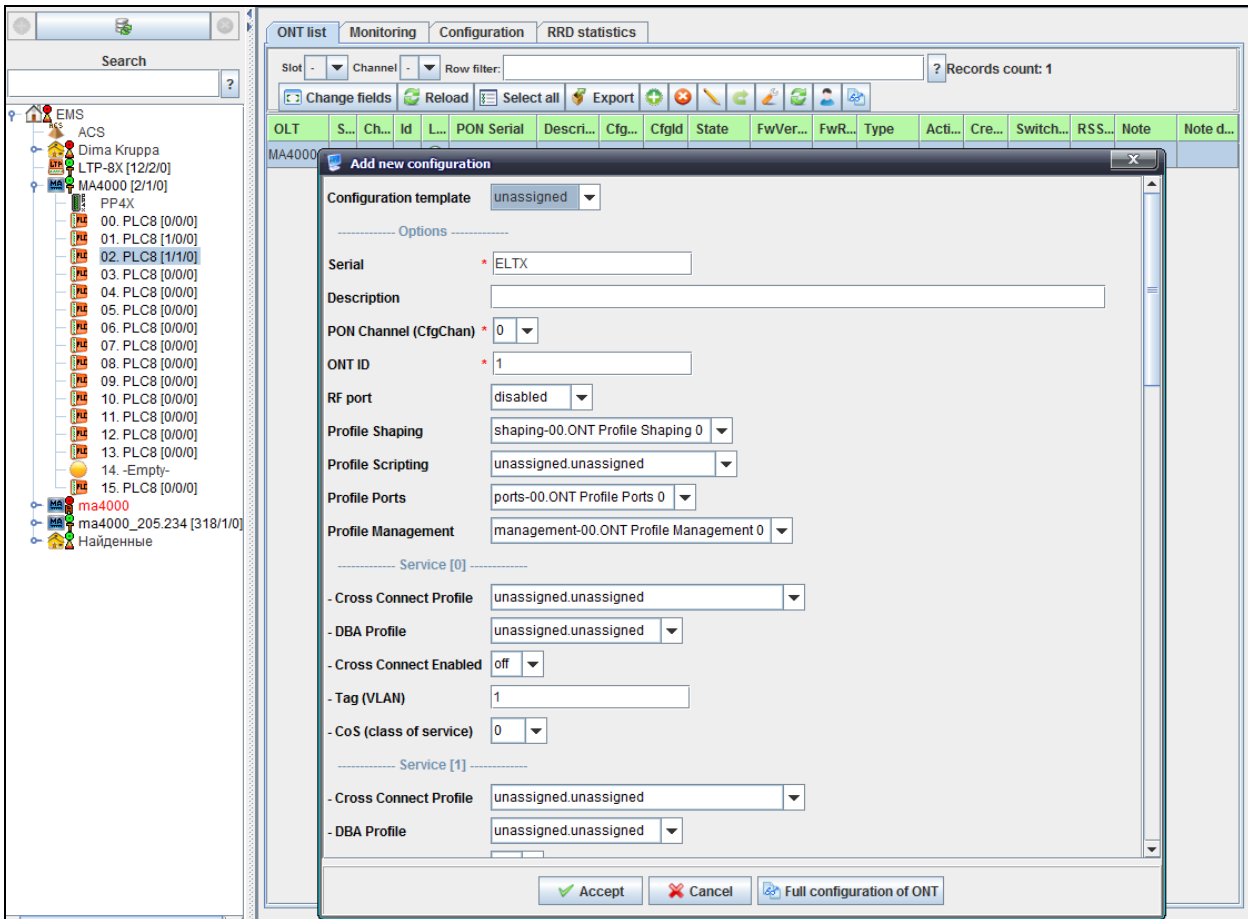 Search
?
EMS
ACS
Dima Kruppa
LTP-8X [12/2/0]
MA4000 [2/1/0]
PP4X
00. PLC8 [0/0/0]
01. PLC8 [1/0/0]
02. PLC8 [1/1/0]
03. PLC8 [0/0/0]
04. PLC8 [0/0/0]
05. PLC8 [0/0/0]
06. PLC8 [0/0/0]
07. PLC8 [0/0/0]
08. PLC8 [0/0/0]
09. PLC8 [0/0/0]
10. PLC8 [0/0/0]
11. PLC8 [0/0/0]
12. PLC8 [0/0/0]
13. PLC8 [0/0/0]
14. -Empty-
15. PLC8 [0/0/0]
ma4000
ma4000_205.234 [318/1/0]
Найденные
ONT list Monitoring Configuration RRD statistics
Slot - Channel - Row filter: ? Records count: 1
Change fields Reload Select all Export
OLT S... Ch... Id L... PON Serial Descri... Cfg... CfgId State FwVer... FwR... Type Acti... Cre... Switch... RSS... Note Note d...
MA4000
Add new configuration
Configuration template unassigned
------------- Options -------------
Serial * ELTX
Description
PON Channel (CfgChan) * 0
ONT ID * 1
RF port disabled
Profile Shaping shaping-00.ONT Profile Shaping 0
Profile Scripting unassigned.unassigned
Profile Ports ports-00.ONT Profile Ports 0
Profile Management management-00.ONT Profile Management 0
------------- Service [0] -------------
- Cross Connect Profile unassigned.unassigned
- DBA Profile unassigned.unassigned
- Cross Connect Enabled off
- Tag (VLAN) 1
- CoS (class of service) 0
------------- Service [1] -------------
- Cross Connect Profile unassigned.unassigned
- DBA Profile unassigned.unassigned
Accept Cancel Full configuration of ONT